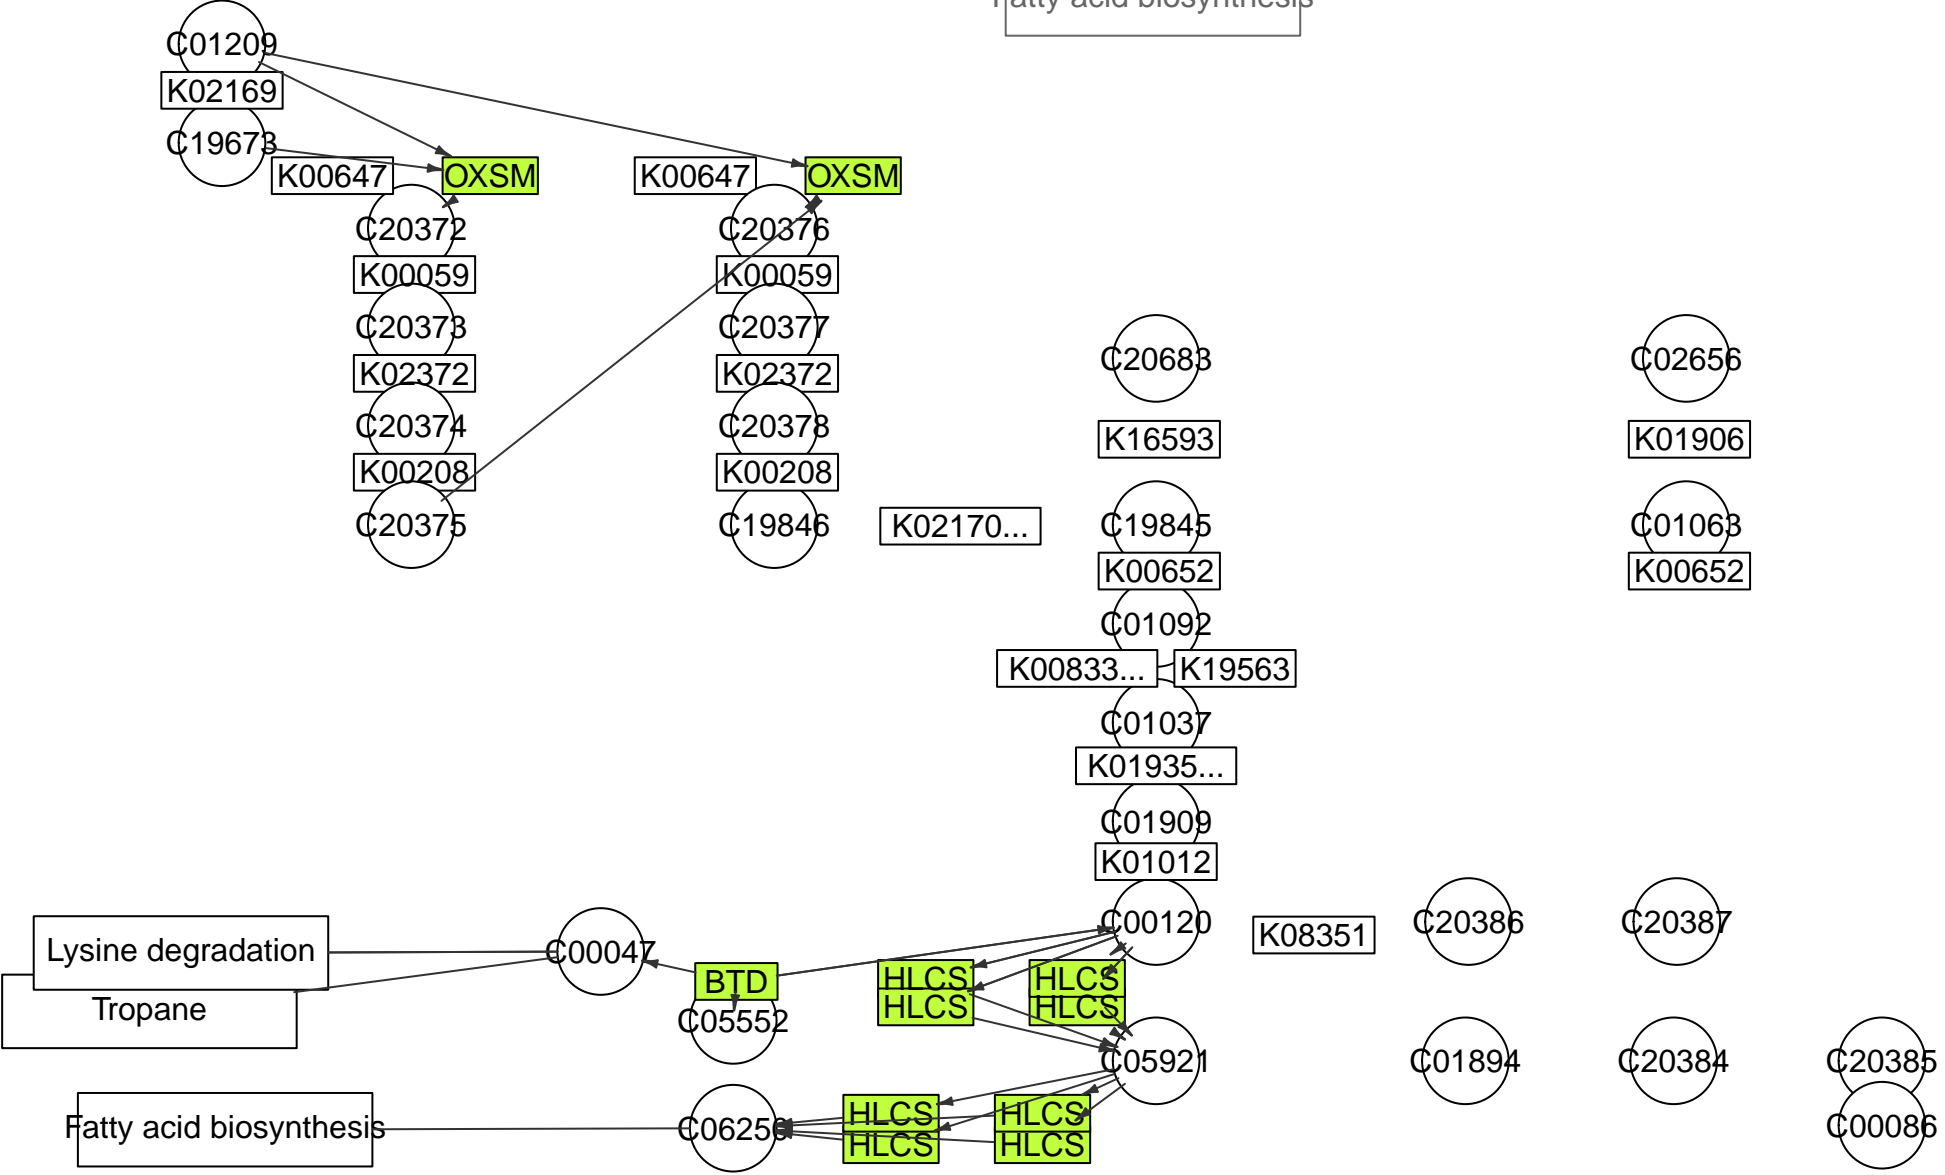 Fatty acid biosynthesis
C01209
K02169
C19673
K00647
OXSM
K00647
OXSM
C20372
C20376
K00059
K00059
C20373
C20377
C20683
C02656
K02372
K02372
C20374
C20378
K16593
K01906
K00208
K00208
C20375
C19846
K02170...
C19845
C01063
K00652
K00652
C01092
K00833...
K19563
C01037
K01935...
C01909
K01012
C00120
K08351
C20386
C20387
Lysine degradation
C00047
BTD
HLCS
HLCS
Tropane
C05552
HLCS
HLCS
C05921
C01894
C20384
C20385
Fatty acid biosynthesis
C06250
HLCS
HLCS
C00086
HLCS
HLCS